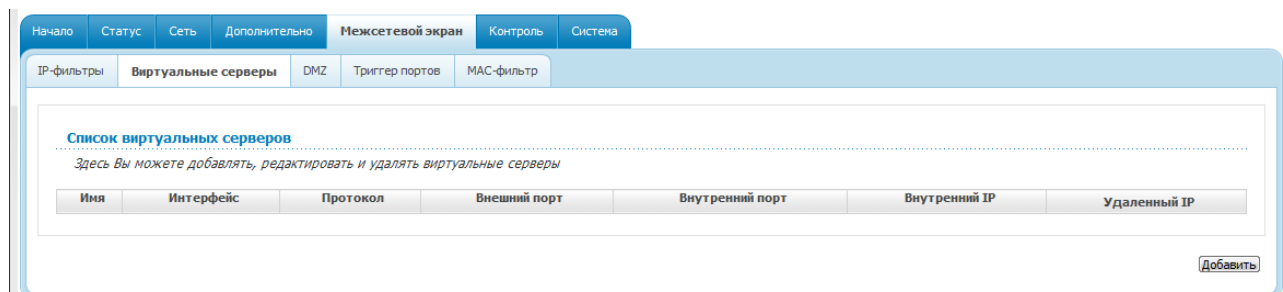 Начало Статус Сеть Дополнительно Межсетевой экран Контроль Система
IP-фильтры Виртуальные серверы DMZ Триггер портов MAC-фильтр
Список виртуальных серверов
Здесь Вы можете добавлять, редактировать и удалять виртуальные серверы
Имя Интерфейс Протокол Внешний порт Внутренний порт Внутренний IP Удаленный IP
Добавить